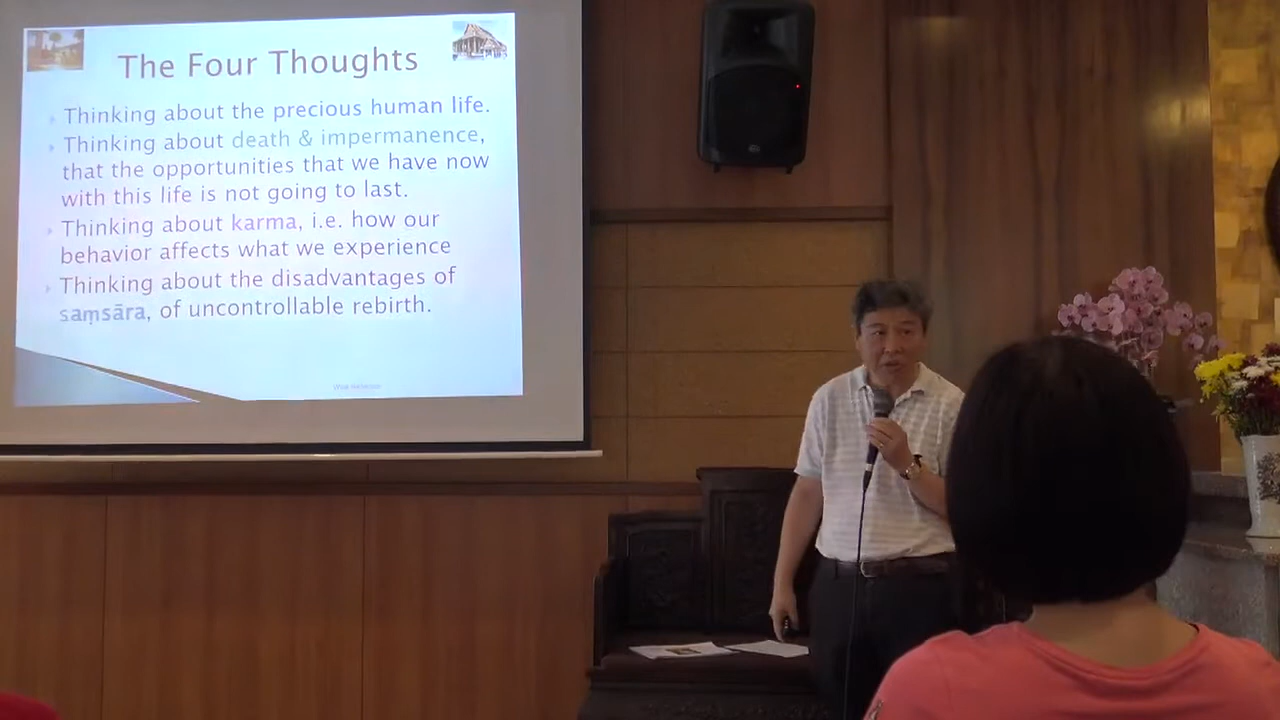 The Four Thoughts
Thinking about the precious human life.
Thinking about death & impermanence,
that the opportunities that we have now
with this life is not going to last.
Thinking about karma, i.e. how our
behavior affects what we experience
Thinking about the disadvantages of
saṃsāra, of uncontrollable rebirth.